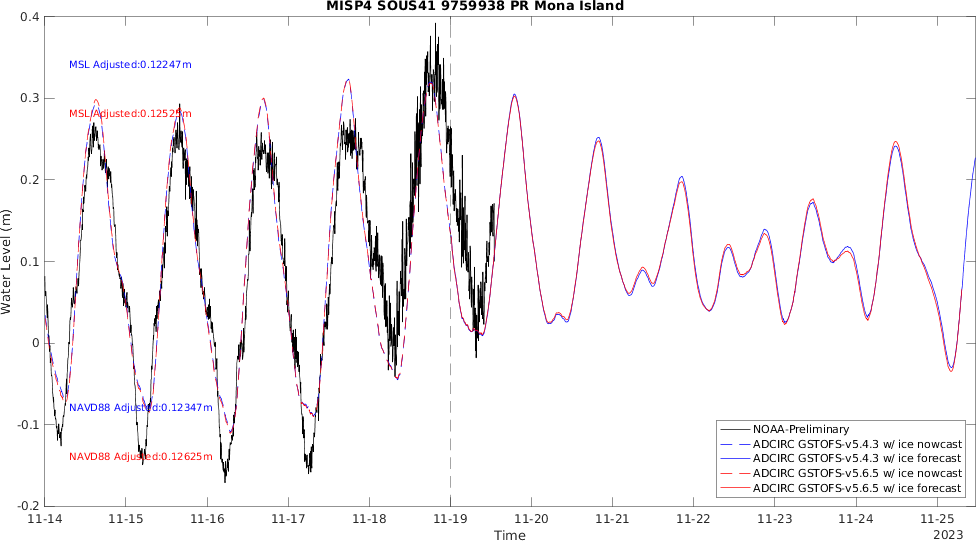 MISP4 SOUS41 9759938 PR Mona Island
0.4
0.3
0.2
0.1
0
-0.1
-0.2
Water Level (m)
MSL Adjusted:0.12247m
MSL Adjusted:0.12525m
NAVD88 Adjusted:0.12347m
NAVD88 Adjusted:0.12625m
NOAA-Preliminary
ADCIRC GSTOFS-v5.4.3 w/ ice nowcast
ADCIRC GSTOFS-v5.4.3 w/ ice forecast
ADCIRC GSTOFS-v5.6.5 w/ ice nowcast
ADCIRC GSTOFS-v5.6.5 w/ ice forecast
11-14 11-15 11-16 11-17 11-18 11-19 11-20 11-21 11-22 11-23 11-24 11-25
Time
2023